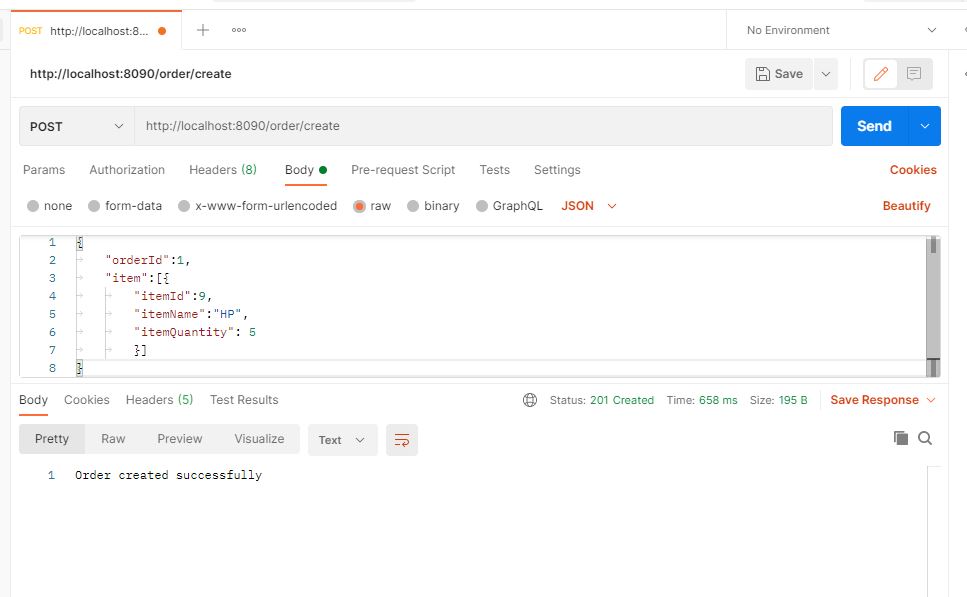 POST http://localhost:8... No Environment
http://localhost:8090/order/create Save
POST http://localhost:8090/order/create Send
Params Authorization Headers (8) Body Pre-request Script Tests Settings Cookies
none form-data x-www-form-urlencoded raw binary GraphQL JSON Beautify
1 {
2 "orderId":1,
3 "item":[{
4 "itemId":9,
5 "itemName":"HP",
6 "itemQuantity": 5
7 }]
8 }
Body Cookies Headers (5) Test Results Status: 201 Created Time: 658 ms Size: 195 B Save Response
Pretty Raw Preview Visualize Text
1 Order created successfully